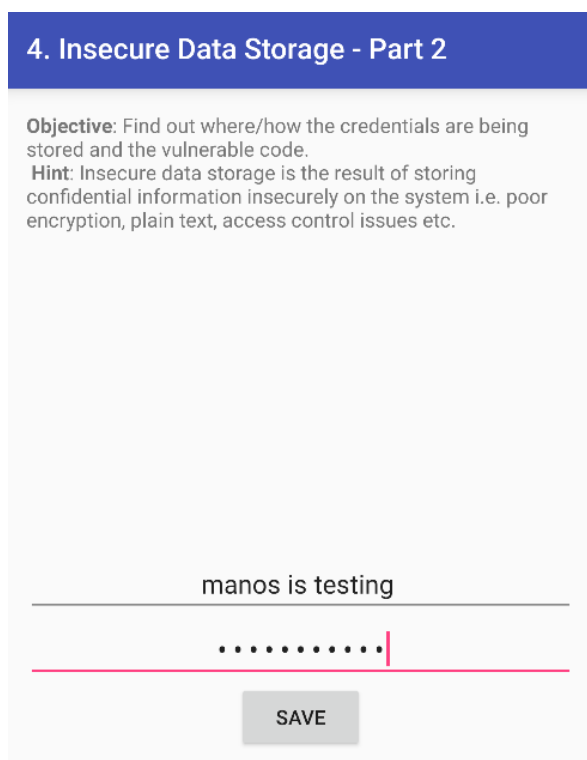 4. Insecure Data Storage - Part 2
Objective: Find out where/how the credentials are being
stored and the vulnerable code.
Hint: Insecure data storage is the result of storing
confidential information insecurely on the system i.e. poor
encryption, plain text, access control issues etc.
manos is testing
•••••••••••
SAVE